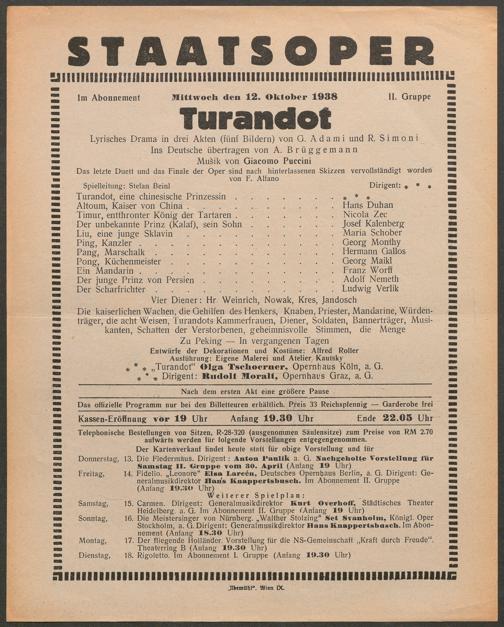 STAATSOPER
Im Abonnement Mittwoch den 12. Oktober 1938 II. Gruppe
Turandot
Lyrisches Drama in drei Akten (fünf Bildern) von G. Adami und R. Simoni
Ins Deutsche übertragen von A. Brüggemann
Musik von Giacomo Puccini
Das letzte Duett und das Finale der Oper sind nach hinterlassenen Skizzen vervollständigt worden
von F. Alfano
Spielleitung: Stefan Beinl Dirigent: * * *
Turandot, eine chinesische Prinzessin . . . . . . . * * *
Altoum, Kaiser von China . . . . . . . . Hans Duhan
Timur, entthronter König der Tartaren . . . . . . . Nicola Zec
Der unbekannte Prinz (Kalaf), sein Sohn . . . . . . Josef Kalenberg
Liu, eine junge Sklavin . . . . . . . . Maria Schober
Ping, Kanzler . . . . . . . . . Georg Monthy
Pang, Marschalk . . . . . . . . . Hermann Gallos
Pong, Küchenmeister . . . . . . . . Georg Maikl
Ein Mandarin . . . . . . . . . Franz Worff
Der junge Prinz von Persien . . . . . . . Adolf Nemeth
Der Scharfrichter . . . . . . . . Ludwig Verlik
Vier Diener: Hr Weinrich, Nowak, Kres, Jandosch
Die kaiserlichen Wachen, die Gehilfen des Henkers, Knaben, Priester, Mandarine, Würden-
träger, die acht Weisen, Turandots Kammerfrauen, Diener, Soldaten, Bannerträger, Musi-
kanten, Schatten der Verstorbenen, geheimnisvolle Stimmen, die Menge
Zu Peking — In vergangenen Tagen
Entwürfe der Dekorationen und Kostüme: Alfred Roller
Ausführung: Eigene Malerei und Atelier Kautsky
* * * „Turandot" Olga Tschoerner, Opernhaus Köln, a. G.
* * * Dirigent: Rudolf Moralt, Opernhaus Graz, a. G.
Nach dem ersten Akt eine größere Pause
Das offizielle Programm nur bei den Billetteuren erhältlich. Preis 33 Reichspfennig — Garderobe frei
Kassen-Eröffnung vor 19 Uhr Anfang 19.30 Uhr Ende 22.05 Uhr
Telephonische Bestellungen von Sitzen, R-28-320 (ausgenommen Säulensitze) zum Preise von RM 2.70
aufwärts werden für folgende Vorstellungen entgegengenommen.
Der Kartenverkauf findet heute statt für obige Vorstellung und für
Donnerstag, 13. Die Fledermaus. Dirigent: Anton Paulik a. G. Nachgeholte Vorstellung für
Samstag II. Gruppe vom 30. April (Anfang 19 Uhr)
Freitag, 14. Fidelio. „Leonore" Elsa Larcén, Deutsches Opernhaus Berlin, a. G. Dirigent: Ge-
neralmusikdirektor Hans Knappertsbusch. Im Abonnement II. Gruppe
(Anfang 19.30 Uhr)
Weiterer Spielplan:
Samstag, 15. Carmen. Dirigent: Generalmusikdirektor Kurt Overhoff, Städtisches Theater
Heidelberg, a. G. Im Abonnement II. Gruppe (Anfang 19 Uhr)
Sonntag, 16. Die Meistersinger von Nürnberg. „Walther Stolzing" Set Svanholm, Königl. Oper
Stockholm, a. G. Dirigent: Generalmusikdirektor Hans Knappertsbusch. Im Abon-
nement (Anfang 18.30 Uhr)
Montag, 17. Der fliegende Holländer. Vorstellung für die NS-Gemeinschaft „Kraft durch Freude".
Theaterring B (Anfang 19.30 Uhr)
Dienstag, 18. Rigoletto. Im Abonnement I. Gruppe (Anfang 19.30 Uhr)
Wien IX.